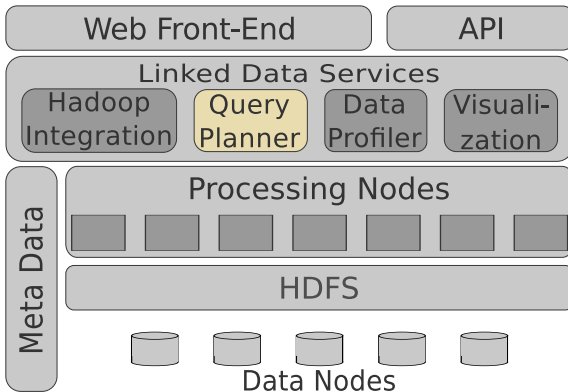 Web Front-End
API
Linked Data Services
Hadoop
Integration
Query
Planner
Data
Profiler
Visuali-
zation
Meta Data
Processing Nodes
HDFS
Data Nodes